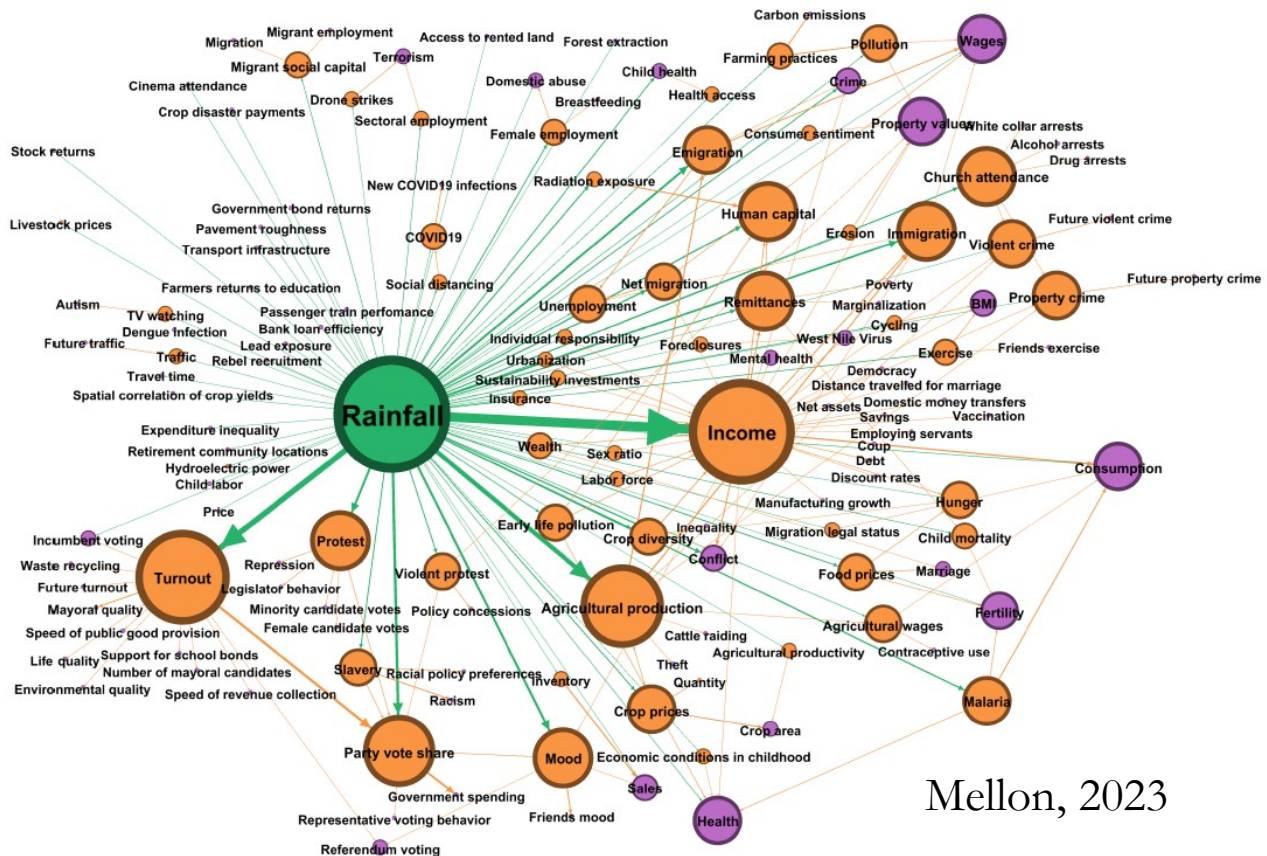 Carbon emissions
Migrant employment
Migration
Access to rented land
Forest extraction
Pollution
Wages
Terrorism
Farming practices
Migrant social capital
Child health
Domestic abuse
Crime
Cinema attendance
Health access
Drone strikes
Breastfeeding
Crop disaster payments
Sectoral employment
Property values
White collar arrests
Female employment
Consumer sentiment
Alcohol arrests
Stock returns
Emigration
Drug arrests
Church attendance
New COVID19 infections
Radiation exposure
Government bond returns
Human capital
Future violent crime
Livestock prices
Pavement roughness
COVID19
Erosion
Immigration
Violent crime
Transport infrastructure
Future property crime
Social distancing
Net migration
Poverty
Farmers returns to education
Property crime
Autism
Unemployment
Remittances
Marginalization
BMI
Passenger train perfomance
TV watching
Cycling
Dengue Infection
Bank loan efficiency
Individual responsibility
West Nile Virus
Future traffic
Lead exposure
Foreclosures
Friends exercise
Traffic
Rebel recruitment
Urbanization
Mental health
Exercise
Travel time
Sustainability investments
Democracy
Distance travelled for marriage
Spatial correlation of crop yields
Insurance
Net assets
Domestic money transfers
Rainfall
Savings
Vaccination
Expenditure inequality
Income
Employing servants
Retirement community locations
Wealth
Sex ratio
Coup
Hydroelectric power
Debt
Consumption
Child labor
Labor force
Discount rates
Manufacturing growth
Hunger
Price
Early life pollution
Inequality
Migration legal status
Incumbent voting
Protest
Crop diversity
Child mortality
Conflict
Waste recycling
Repression
Violent protest
Food prices
Marriage
Turnout
Future turnout
Legislator behavior
Mayoral quality
Minority candidate votes
Policy concessions
Agricultural production
Fertility
Speed of public good provision
Female candidate votes
Agricultural wages
Cattle raiding
Support for school bonds
Agricultural productivity
Contraceptive use
Life quality
Number of mayoral candidates
Slavery
Racial policy preferences
Theft
Environmental quality
Speed of revenue collection
Inventory
Quantity
Racism
Malaria
Crop prices
Crop area
Party vote share
Mood
Economic conditions in childhood
Sales
Government spending
Mellon, 2023
Representative voting behavior
Friends mood
Health
Referendum voting